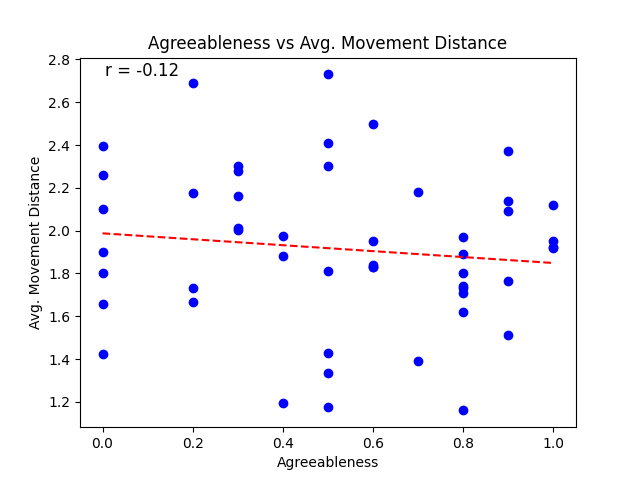 Agreeableness vs Avg. Movement Distance
r = -0.12
2.8
2.6
2.4
2.2
2.0
1.8
1.6
1.4
1.2
Avg. Movement Distance
0.0 0.2 0.4 0.6 0.8 1.0
Agreeableness